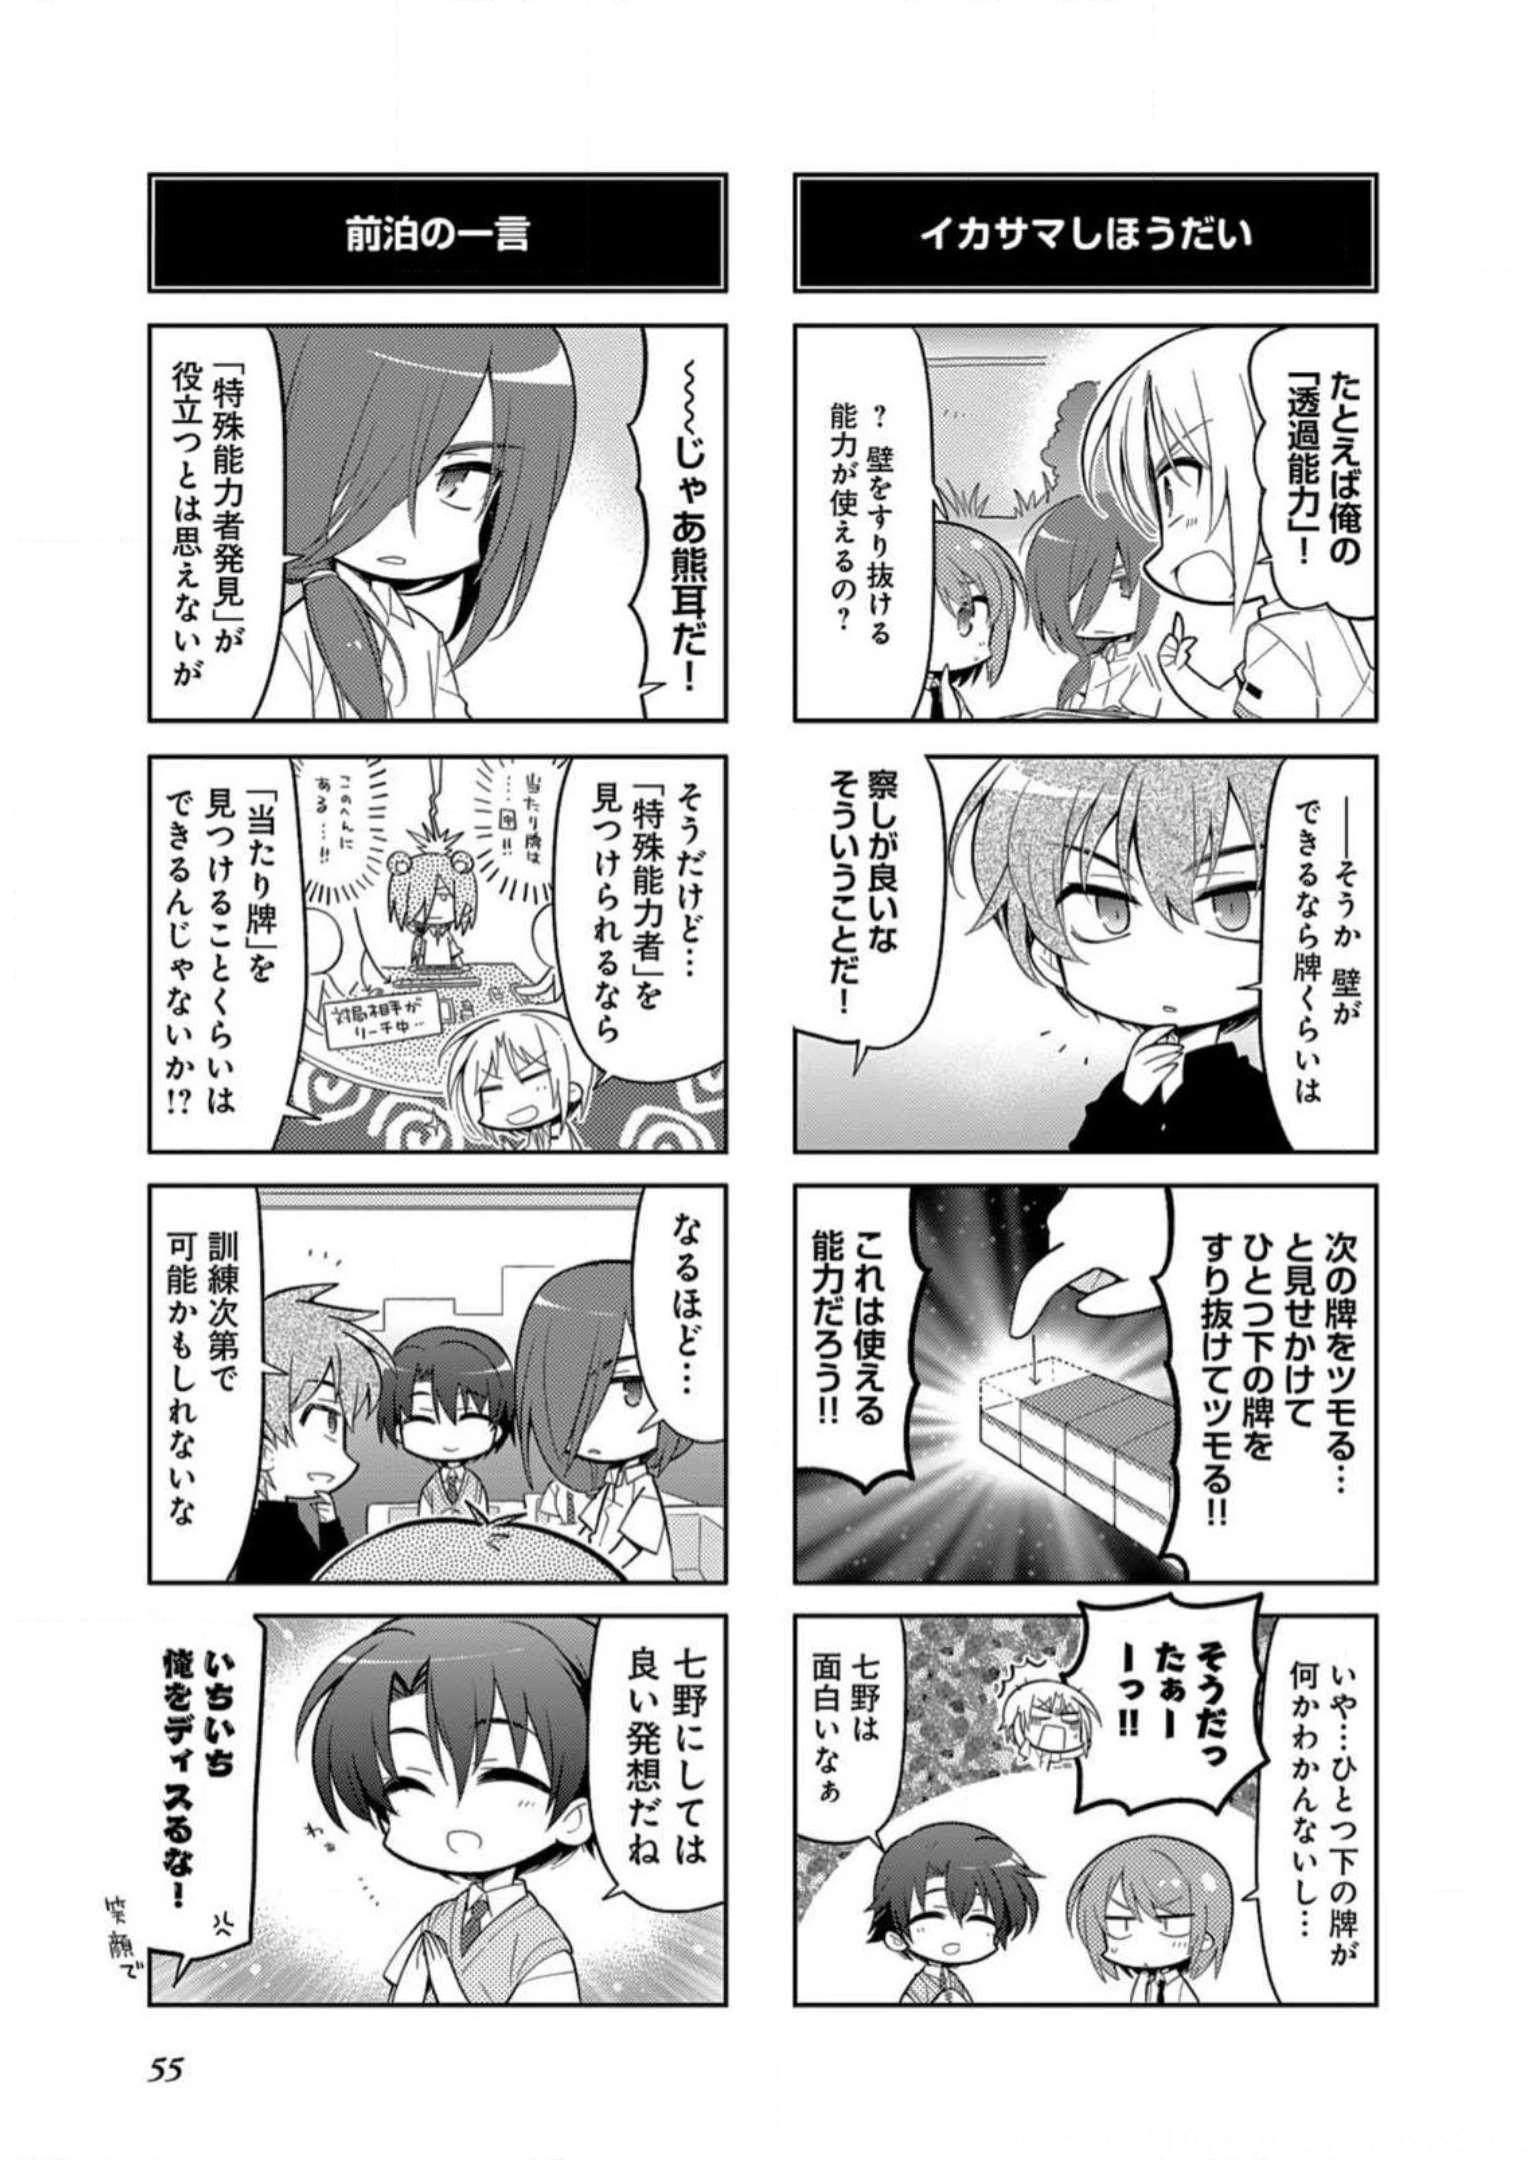 イカサマしほうだい
たとえば俺の
「透過能力」!
? 壁をすり抜ける
能力が使えるの?
――そうか 壁が
できるなら牌くらいは
察しが良いな
そういうことだ!
次の牌をツモる…
と見せかけて
ひとつ下の牌を
すり抜けてツモる!!
これは使える
能力だろう!!
いや…ひとつ下の牌が
何かわかんないし…
そうだっ
たぁー
ーっ!!
七野は
面白いなぁ
前泊の一言
~~~じゃあ熊耳だ!
「特殊能力者発見」が
役立つとは思えないが
そうだけど…
「特殊能力者」を
見つけられるなら
当たり牌は
…中!!
このへんに
ある…!!
対局相手が
リーチ中…
「当たり牌」を
見つけることくらいは
できるんじゃないか!?
なるほど…
訓練次第で
可能かもしれないな
七野にしては
良い発想だね
わぁ
いちいち
俺をディスるな!
笑顔で
55